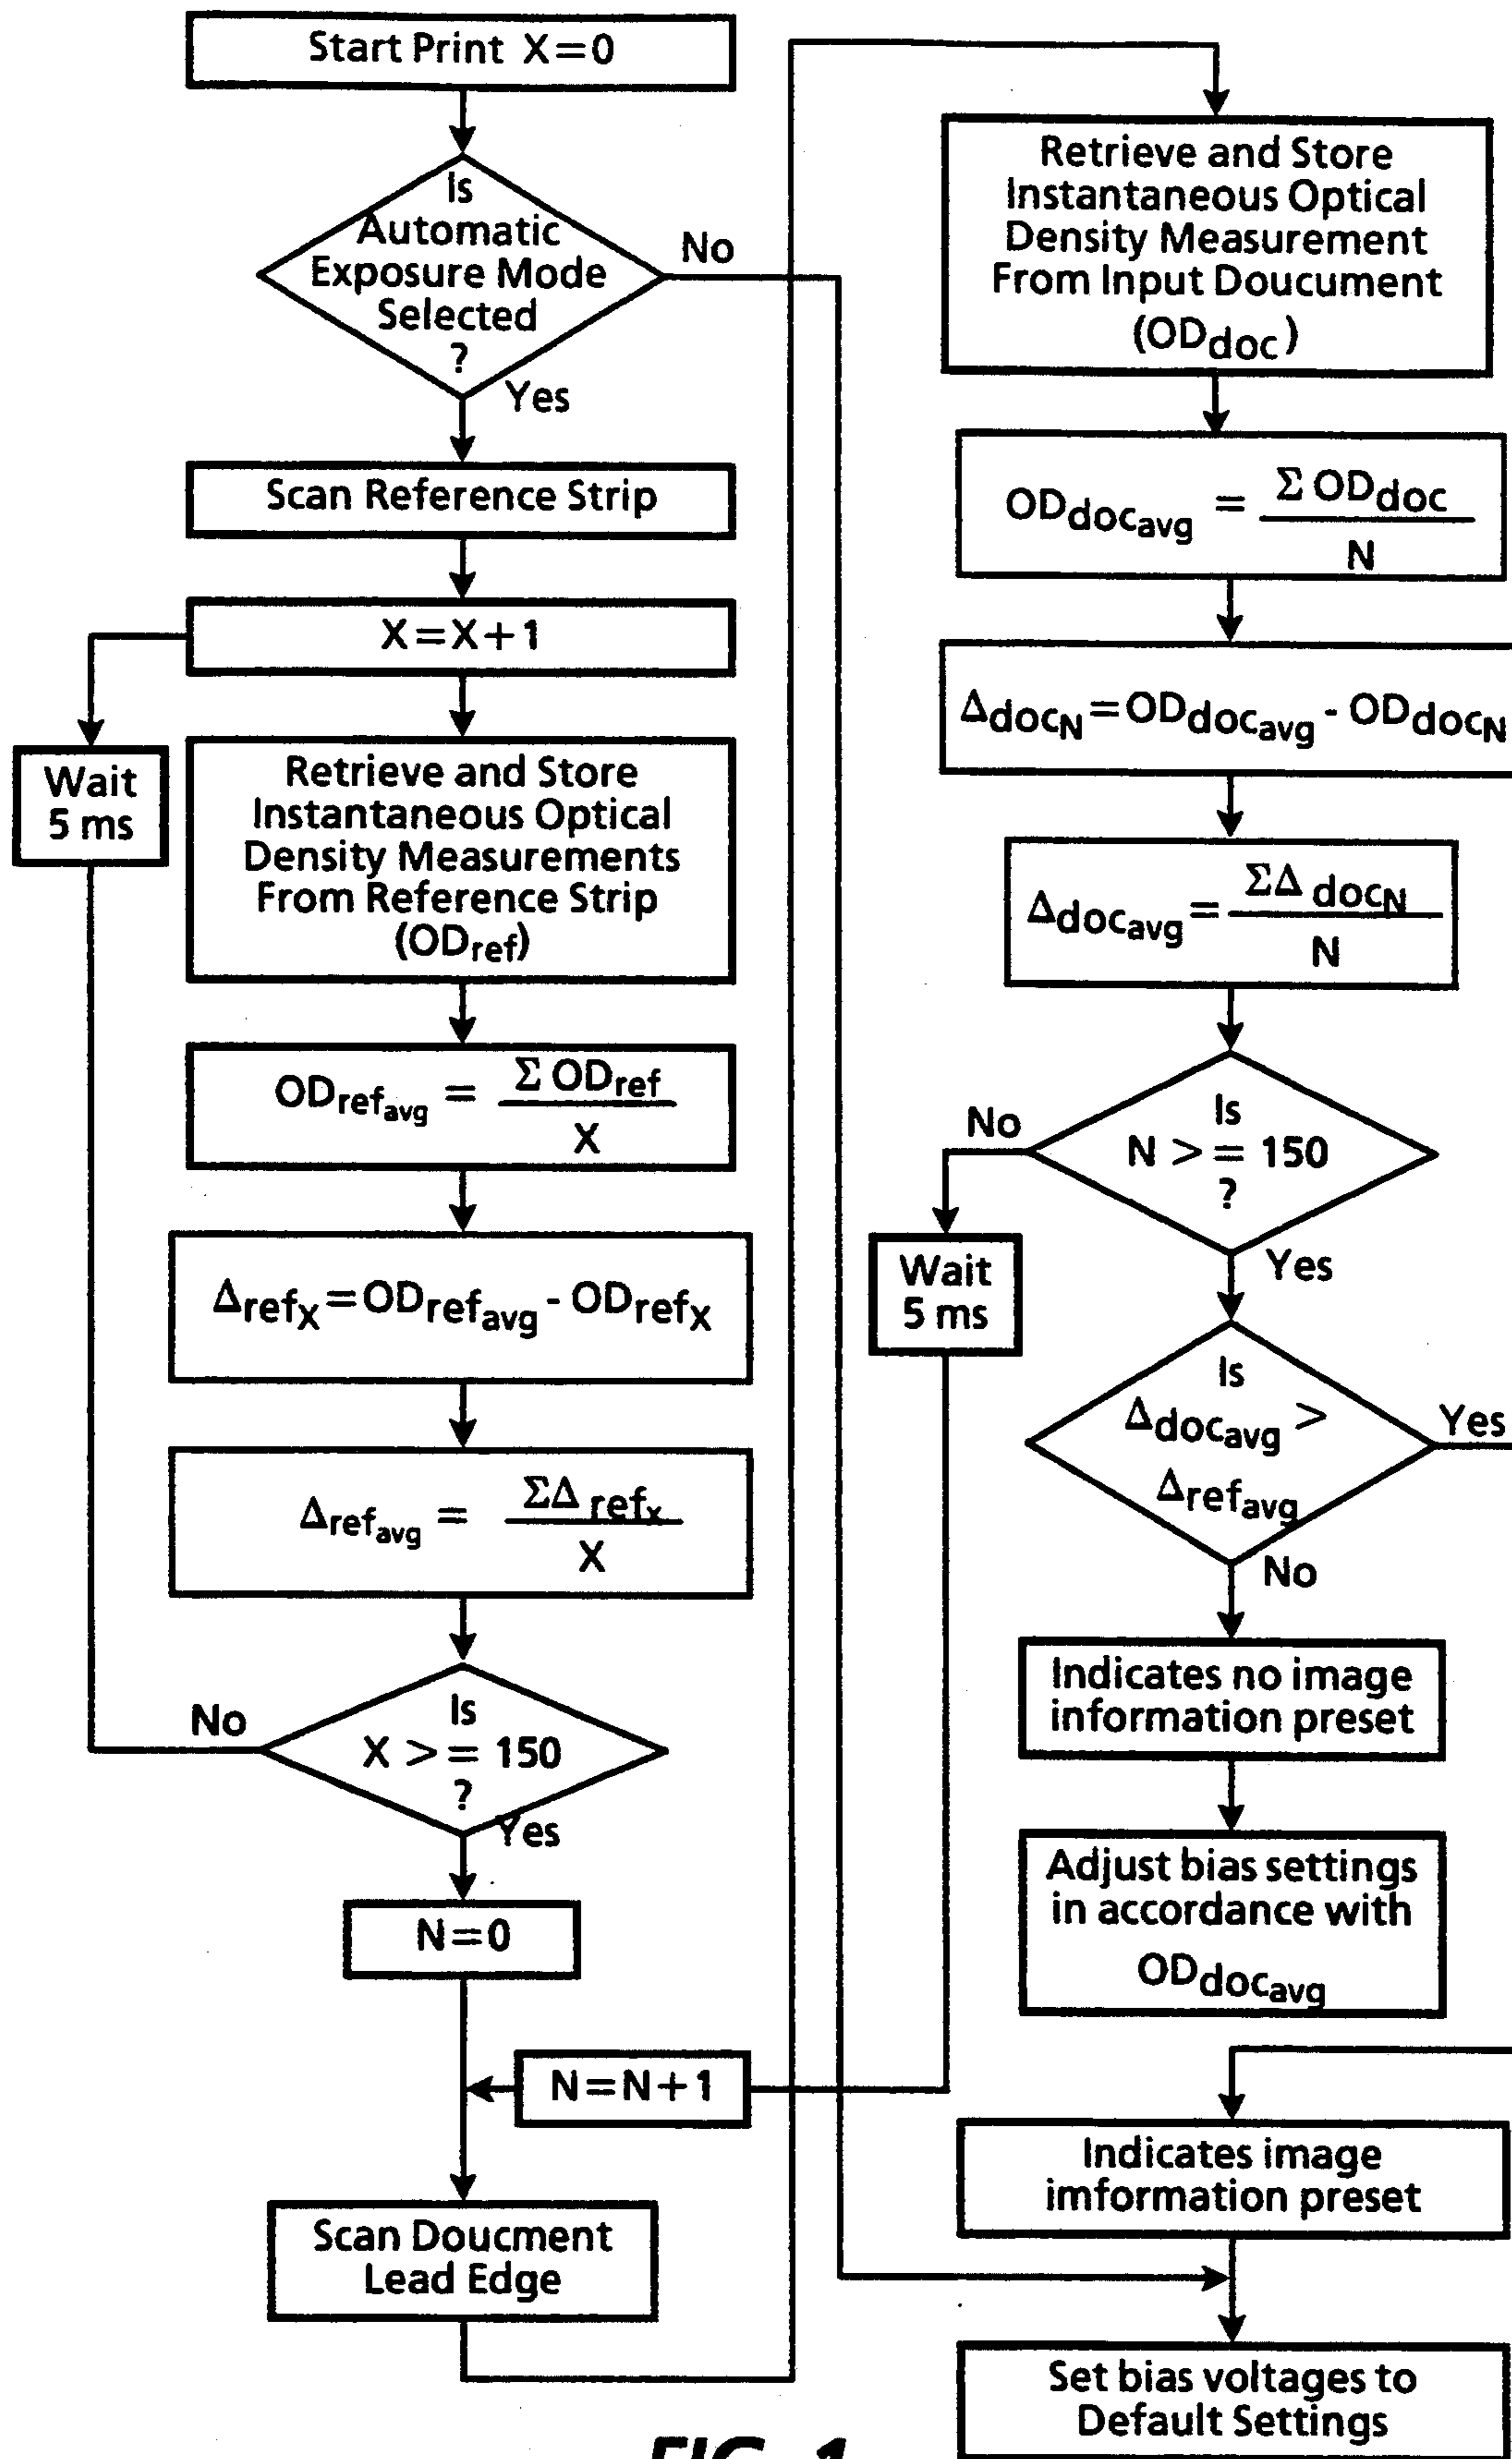 Start Print X=0
Is
Automatic
Exposure Mode
Selected
?
No
Yes
Scan Reference Strip
X=X+1
Wait
5 ms
Retrieve and Store
Instantaneous Optical
Density Measurements
From Reference Strip
(ODref)
ODrefavg = Σ ODref
X
ΔrefX=ODrefavg - ODrefX
Δrefavg = ΣΔ refx
X
Is
X >= 150
?
No
Yes
N=0
N=N+1
Scan Doucment
Lead Edge
Retrieve and Store
Instantaneous Optical
Density Measurement
From Input Doucument
(ODdoc)
ODdocavg = Σ ODdoc
N
ΔdocN=ODdocavg - ODdocN
Δdocavg= ΣΔ docN
N
Is
N >= 150
?
No
Yes
Wait
5 ms
Is
Δdocavg >
Δrefavg
Yes
No
Indicates no image
information preset
Adjust bias settings
in accordance with
ODdocavg
Indicates image
imformation preset
Set bias voltages to
Default Settings
FIG. 1